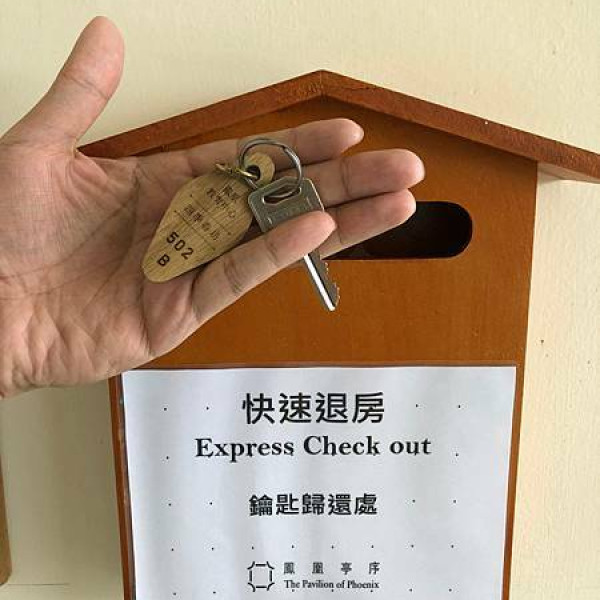 502
B
快速退房
Express Check out
鑰匙歸還處
鳳凰亭序
The Pavilion of Phoenix